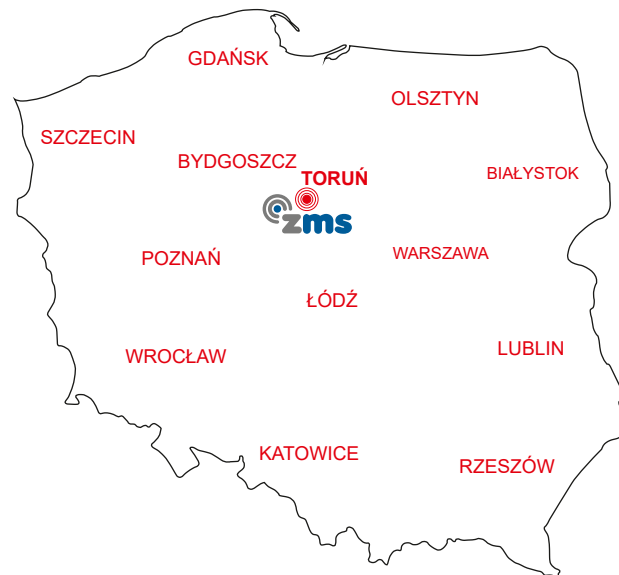 GDAŃSK
OLSZTYN
SZCZECIN
BYDGOSZCZ
TORUŃ
BIAŁYSTOK
zms
POZNAŃ
WARSZAWA
ŁÓDŹ
WROCŁAW
LUBLIN
KATOWICE
RZESZÓW